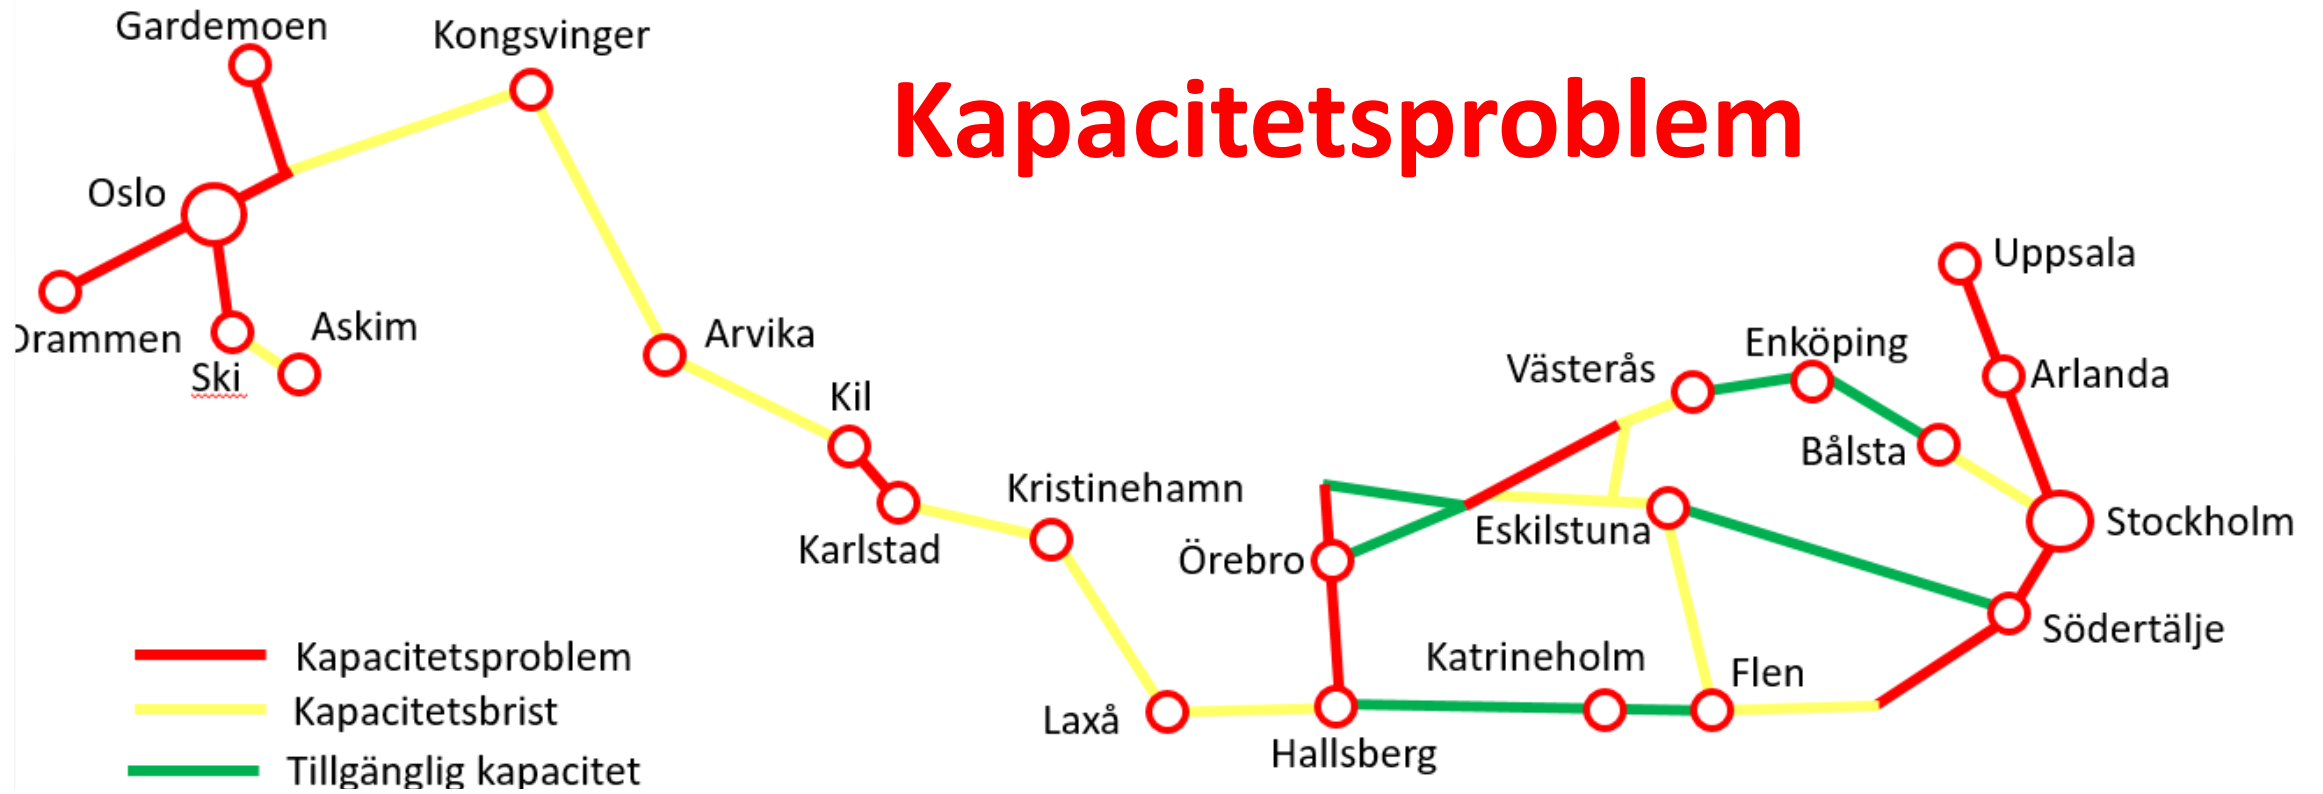 Gardemoen
Kongsvinger
Kapacitetsproblem
Oslo
Uppsala
Drammen
Askim
Arvika
Ski
Västerås
Enköping
Arlanda
Kil
Bålsta
Kristinehamn
Karlstad
Örebro
Eskilstuna
Stockholm
Södertälje
Katrineholm
Flen
Laxå
Hallsberg
Kapacitetsproblem
Kapacitetsbrist
Tillgänglig kapacitet